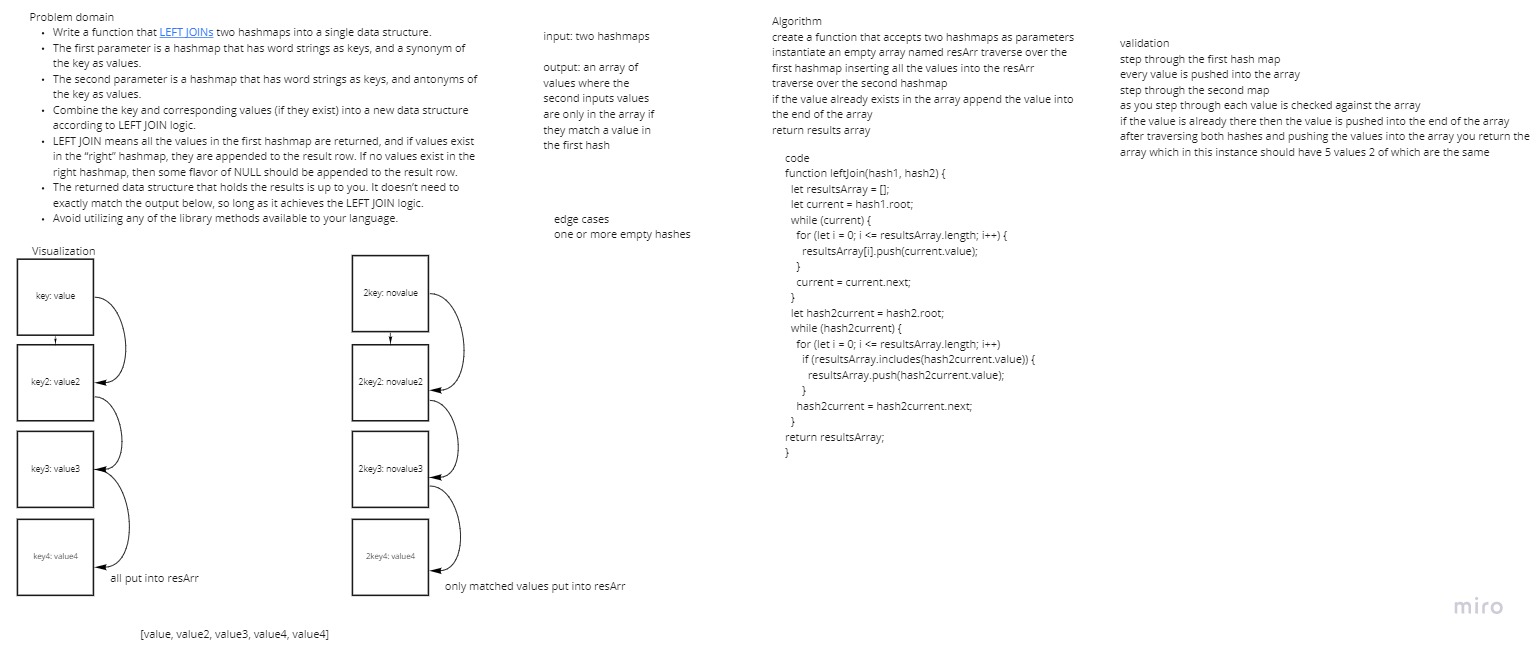 Problem domain
• Write a function that LEFT JOINs two hashmaps into a single data structure.
• The first parameter is a hashmap that has word strings as keys, and a synonym of
the key as values.
• The second parameter is a hashmap that has word strings as keys, and antonyms of
the key as values.
• Combine the key and corresponding values (if they exist) into a new data structure
according to LEFT JOIN logic.
• LEFT JOIN means all the values in the first hashmap are returned, and if values exist
in the “right” hashmap, they are appended to the result row. If no values exist in the
right hashmap, then some flavor of NULL should be appended to the result row.
• The returned data structure that holds the results is up to you. It doesn’t need to
exactly match the output below, so long as it achieves the LEFT JOIN logic.
• Avoid utilizing any of the library methods available to your language.
input: two hashmaps
output: an array of
values where the
second inputs values
are only in the array if
they match a value in
the first hash
edge cases
one or more empty hashes
Algorithm
create a function that accepts two hashmaps as parameters
instantiate an empty array named resArr traverse over the
first hashmap inserting all the values into the resArr
traverse over the second hashmap
if the value already exists in the array append the value into
the end of the array
return results array
code
function leftJoin(hash1, hash2) {
let resultsArray = [];
let current = hash1.root;
while (current) {
for (let i = 0; i <= resultsArray.length; i++) {
resultsArray[i].push(current.value);
}
current = current.next;
}
let hash2current = hash2.root;
while (hash2current) {
for (let i = 0; i <= resultsArray.length; i++)
if (resultsArray.includes(hash2current.value)) {
resultsArray.push(hash2current.value);
}
hash2current = hash2current.next;
}
return resultsArray;
}
validation
step through the first hash map
every value is pushed into the array
step through the second map
as you step through each value is checked against the array
if the value is already there then the value is pushed into the end of the array
after traversing both hashes and pushing the values into the array you return the
array which in this instance should have 5 values 2 of which are the same
Visualization
key: value
key2: value2
key3: value3
key4: value4
all put into resArr
2key: novalue
2key2: novalue2
2key3: novalue3
2key4: value4
only matched values put into resArr
[value, value2, value3, value4, value4]
miro